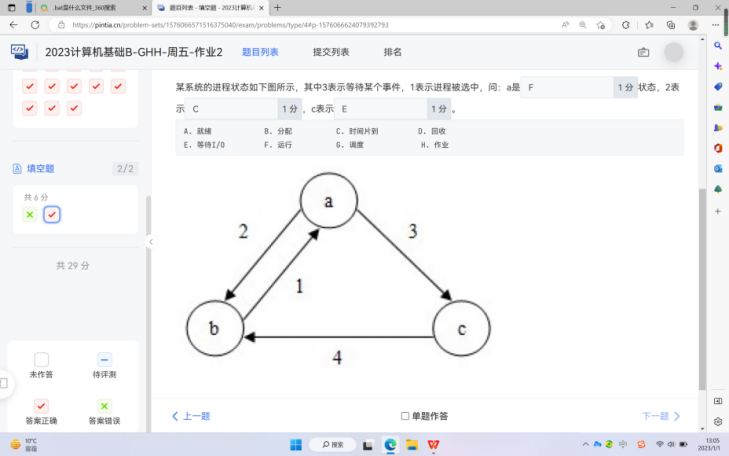 .bat是什么文件_360搜索
题目列表 - 填空题 - 2023计算机
https://pintia.cn/problem-sets/1576066571516375040/exam/problems/type/4#p-1576066624079392793
2023计算机基础B-GHH-周五-作业2
题目列表
提交列表
排名
填空题
2/2
共 6 分
共 29 分
未作答
待评测
答案正确
答案错误
某系统的进程状态如下图所示，其中3表示等待某个事件，1表示进程被选中，问：a是 F 1 分 状态，2表
示 C 1 分 ，c表示 E 1 分 。
A. 就绪 B. 分配 C. 时间片到 D. 回收
E. 等待I/O F. 运行 G. 调度 H. 作业
a
2
3
1
b
c
4
上一题
单题作答
下一题
10°C
搜索
中
13:05
2023/1/1